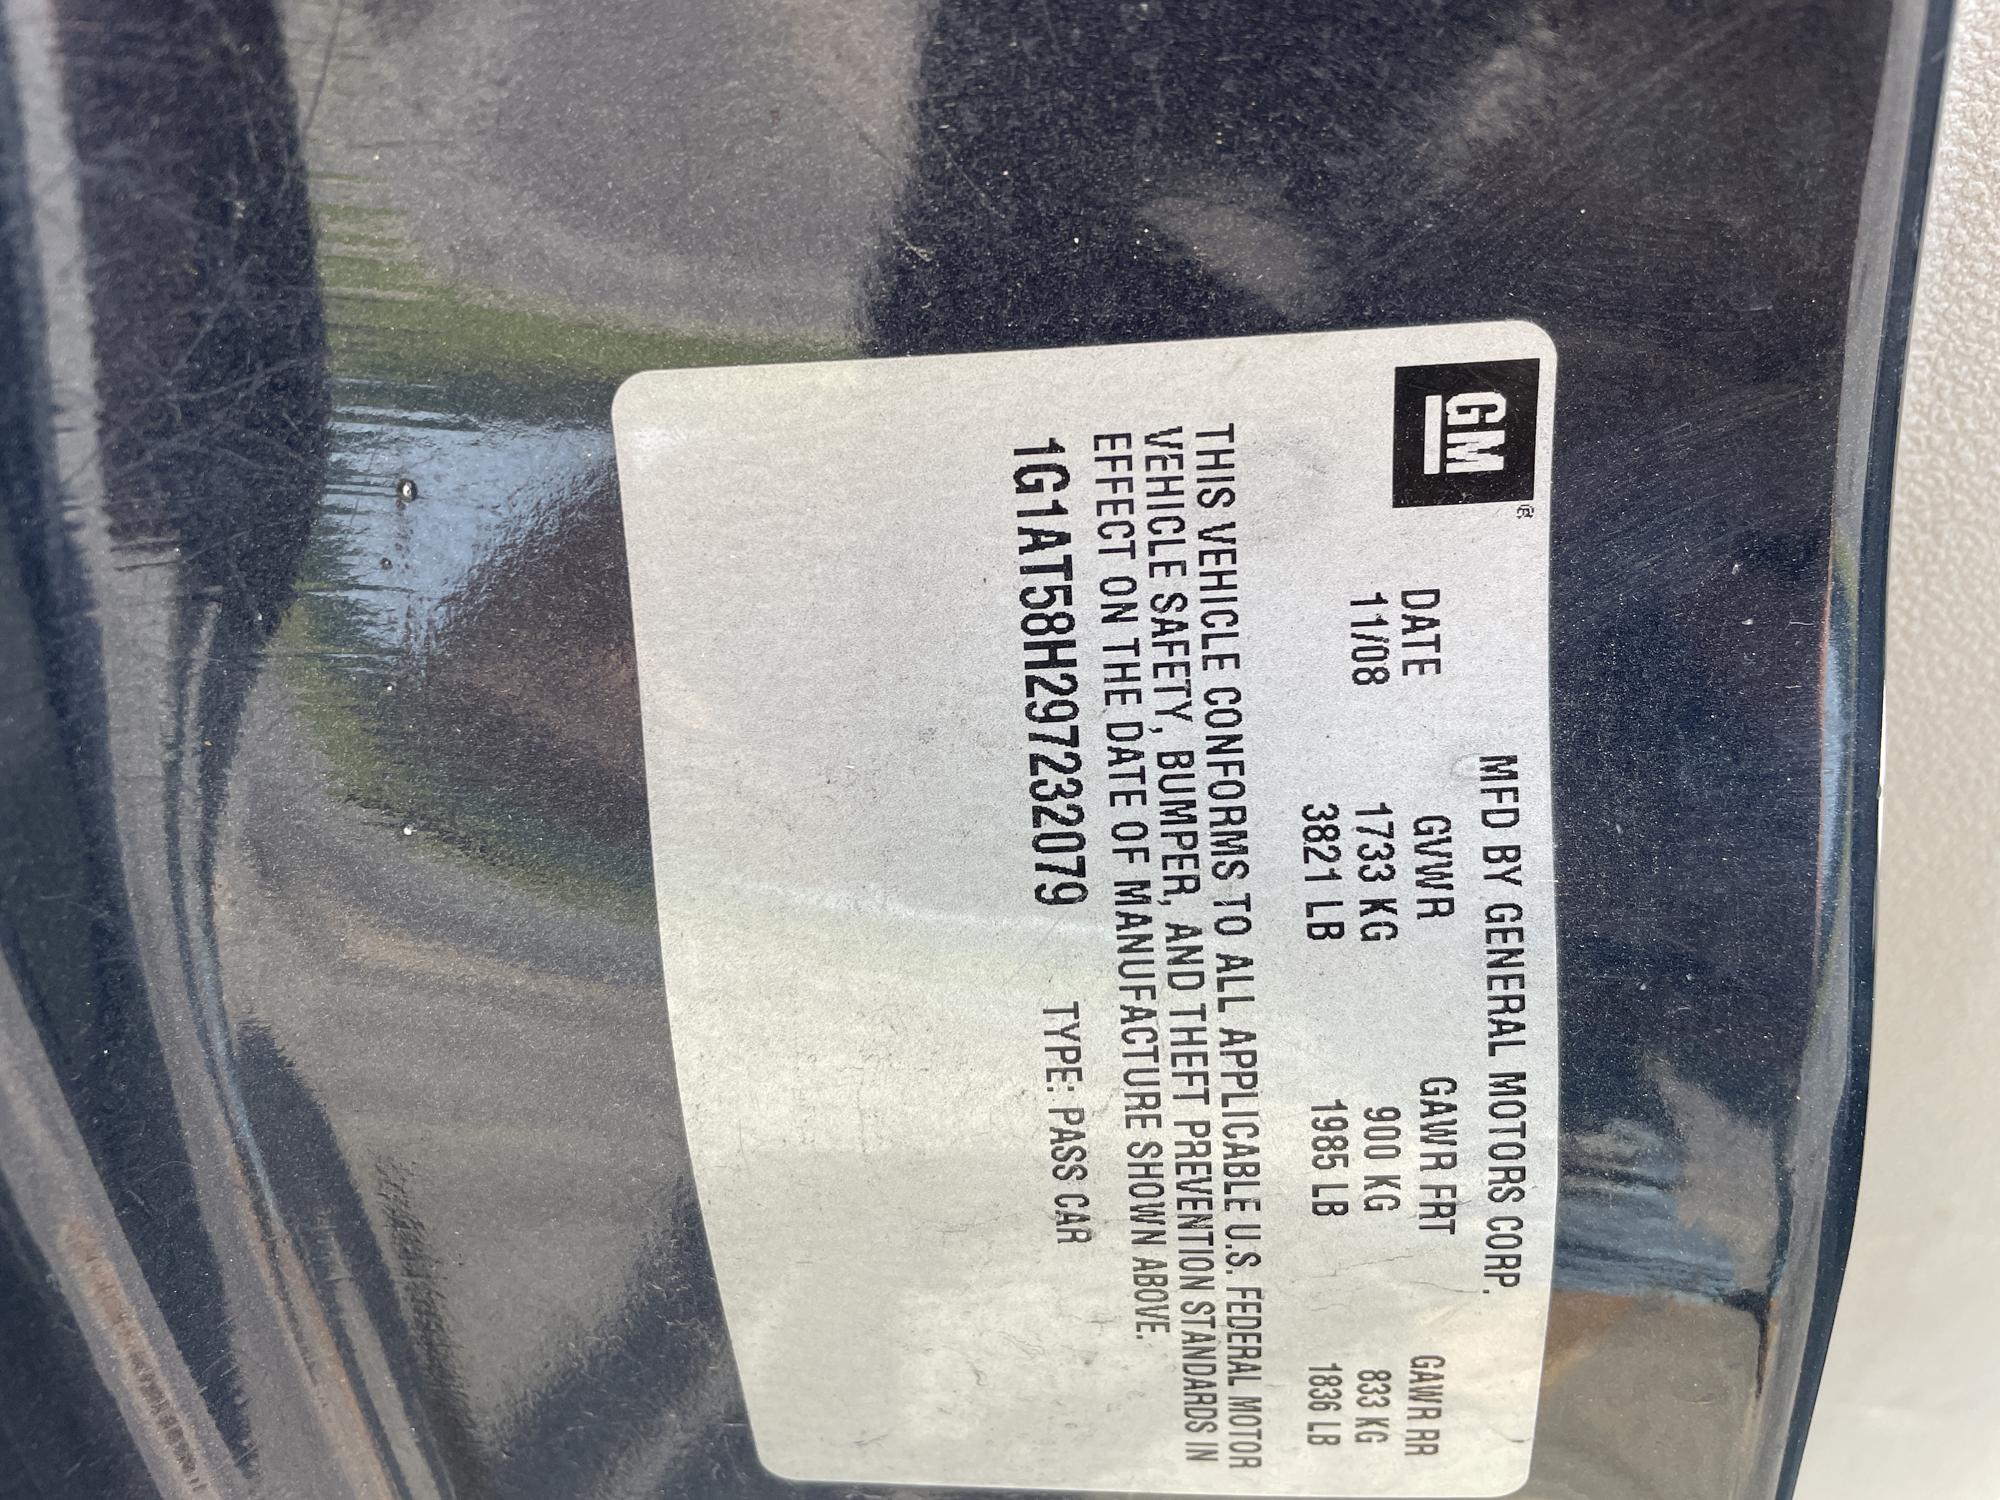 GM®
MFD BY GENERAL MOTORS CORP.
DATE GVWR GAWR FRT GAWR RR
11/08 1733 KG 900 KG 833 KG
3821 LB 1985 LB 1836 LB
THIS VEHICLE CONFORMS TO ALL APPLICABLE U.S. FEDERAL MOTOR
VEHICLE SAFETY, BUMPER, AND THEFT PREVENTION STANDARDS IN
EFFECT ON THE DATE OF MANUFACTURE SHOWN ABOVE.
1G1AT58H297232079 TYPE: PASS CAR